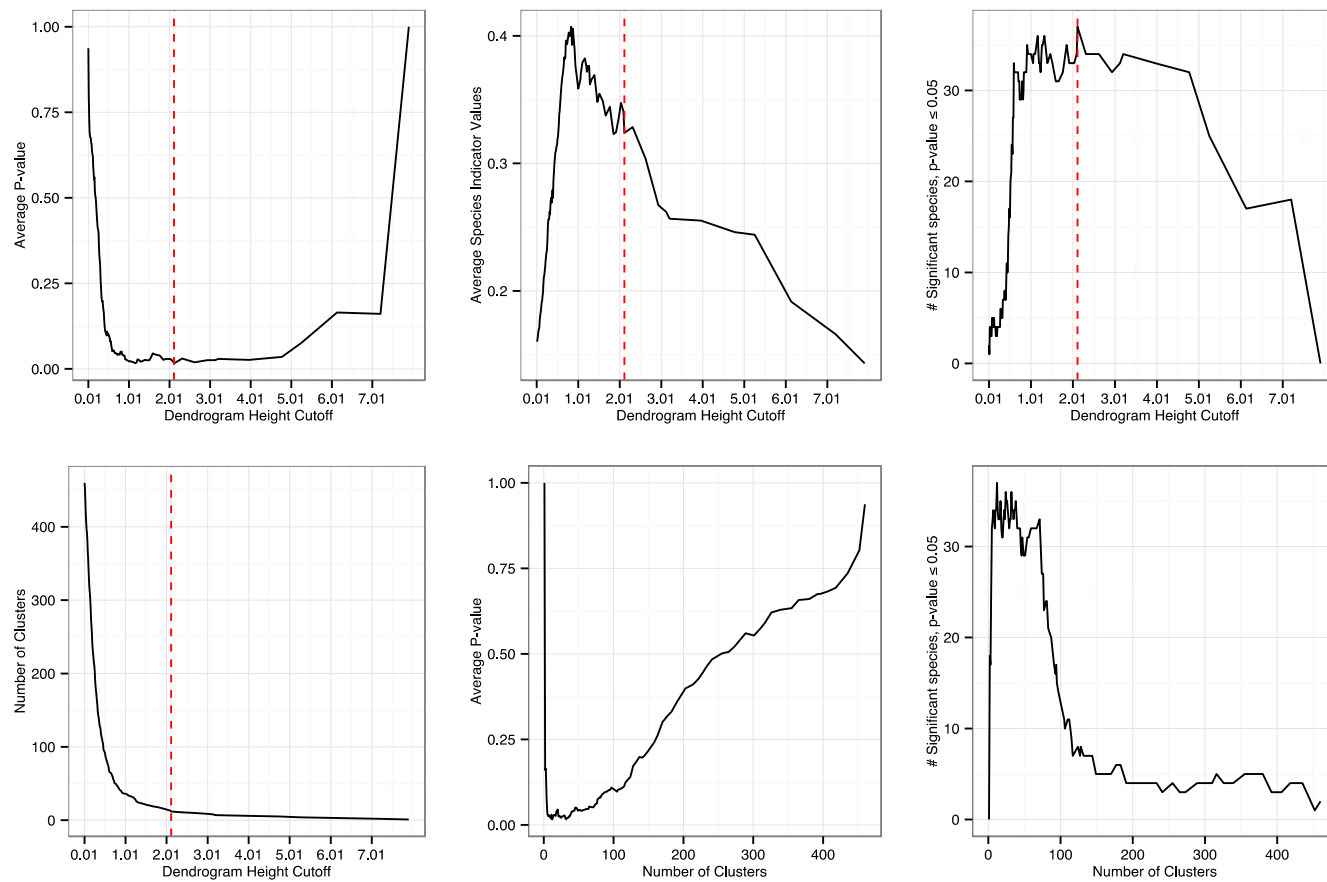 Average P-value
1.00
0.75
0.50
0.25
0.00
0.01 1.01 2.01 3.01 4.01 5.01 6.01 7.01
Dendrogram Height Cutoff
Average Species Indicator Values
0.4
0.3
0.2
0.01 1.01 2.01 3.01 4.01 5.01 6.01 7.01
Dendrogram Height Cutoff
# Significant species, p-value ≤ 0.05
30
20
10
0
0.01 1.01 2.01 3.01 4.01 5.01 6.01 7.01
Dendrogram Height Cutoff
Number of Clusters
400
300
200
100
0
0.01 1.01 2.01 3.01 4.01 5.01 6.01 7.01
Dendrogram Height Cutoff
Average P-value
1.00
0.75
0.50
0.25
0.00
0 100 200 300 400
Number of Clusters
# Significant species, p-value ≤ 0.05
30
20
10
0
0 100 200 300 400
Number of Clusters